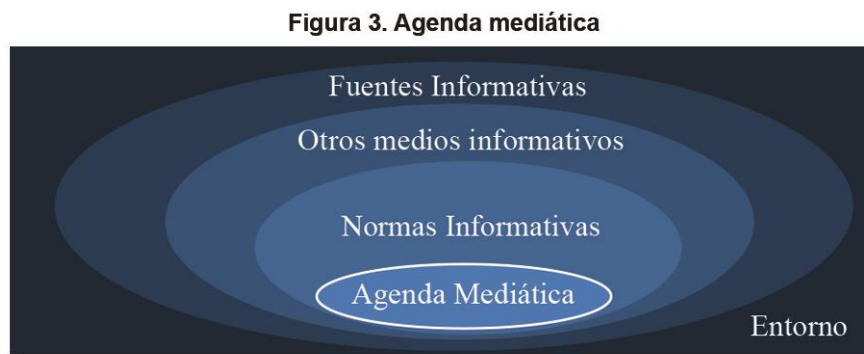 Figura 3. Agenda mediática
Fuentes Informativas
Otros medios informativos
Normas Informativas
Agenda Mediática
Entorno